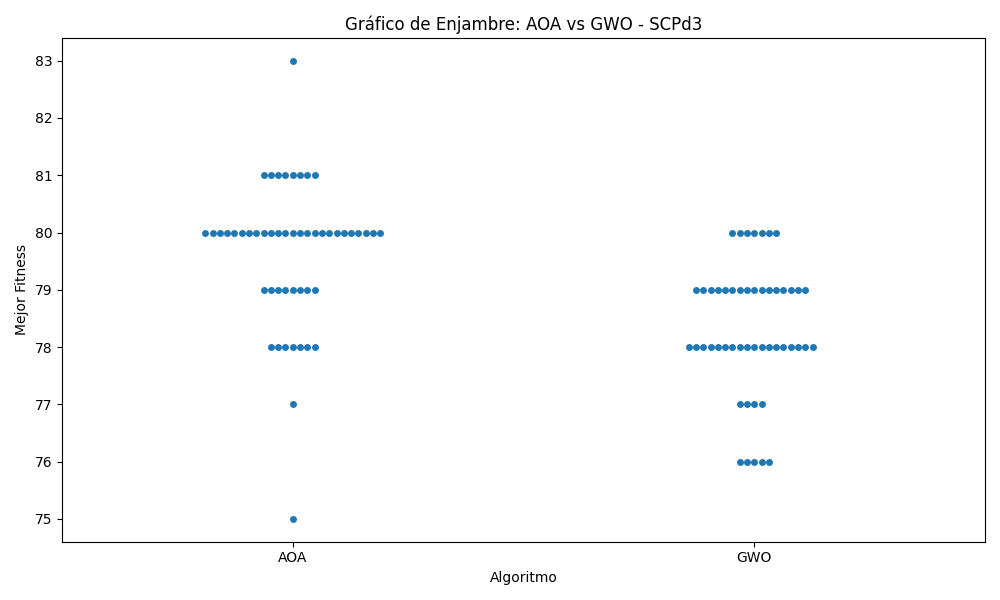 Gráfico de Enjambre: AOA vs GWO - SCPd3
Mejor Fitness
83
82
81
80
79
78
77
76
75
AOA GWO
Algoritmo